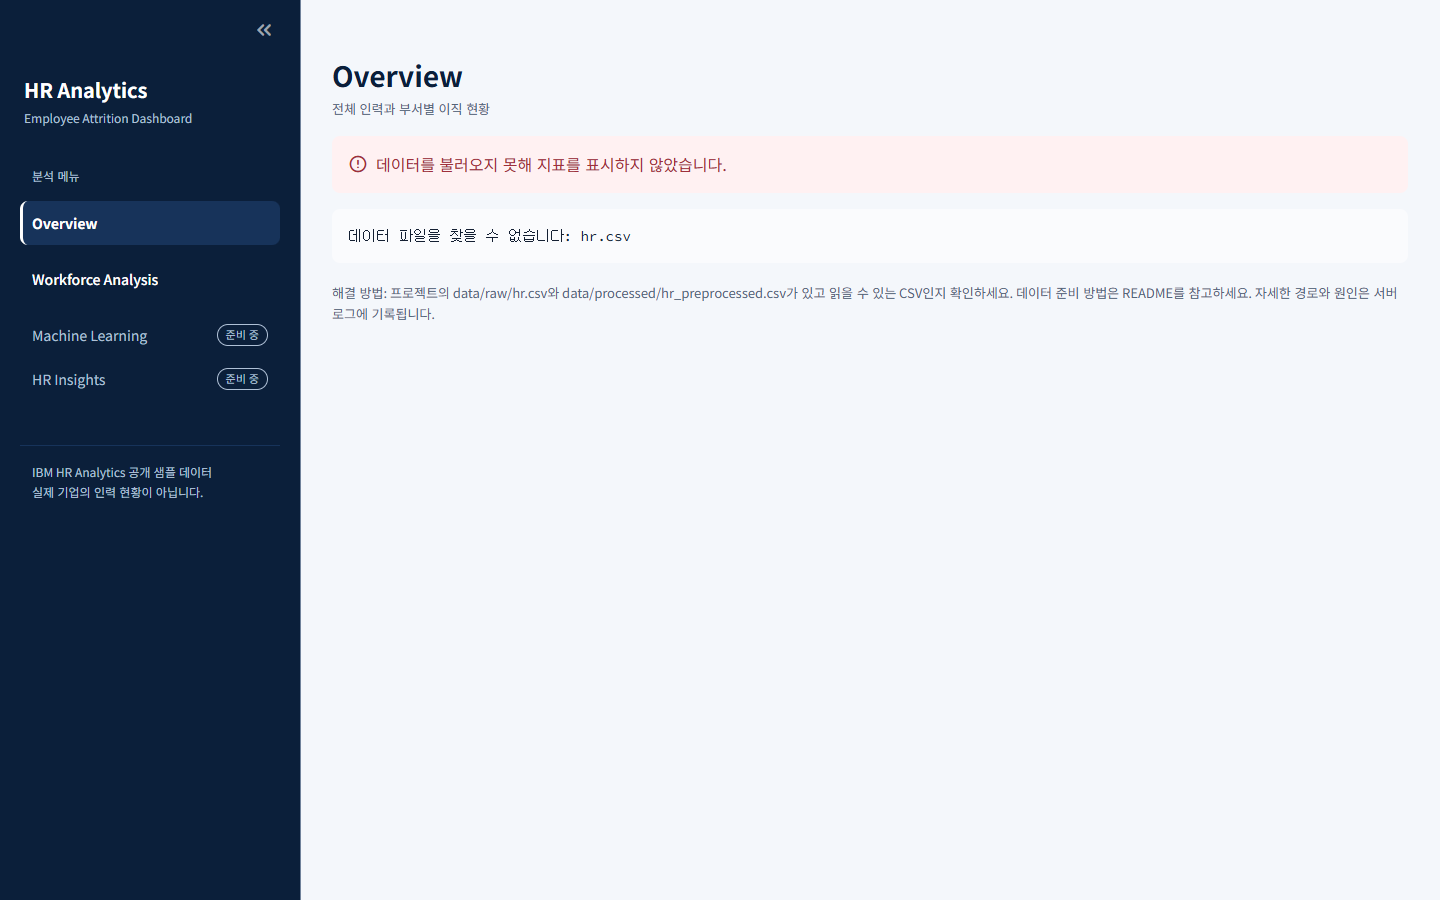 HR Analytics
Employee Attrition Dashboard
분석 메뉴
Overview
Workforce Analysis
Machine Learning 준비 중
HR Insights 준비 중
IBM HR Analytics 공개 샘플 데이터
실제 기업의 인력 현황이 아닙니다.
Overview
전체 인력과 부서별 이직 현황
데이터를 불러오지 못해 지표를 표시하지 않았습니다.
데이터 파일을 찾을 수 없습니다: hr.csv
해결 방법: 프로젝트의 data/raw/hr.csv와 data/processed/hr_preprocessed.csv가 있고 읽을 수 있는 CSV인지 확인하세요. 데이터 준비 방법은 README를 참고하세요. 자세한 경로와 원인은 서버
로그에 기록됩니다.